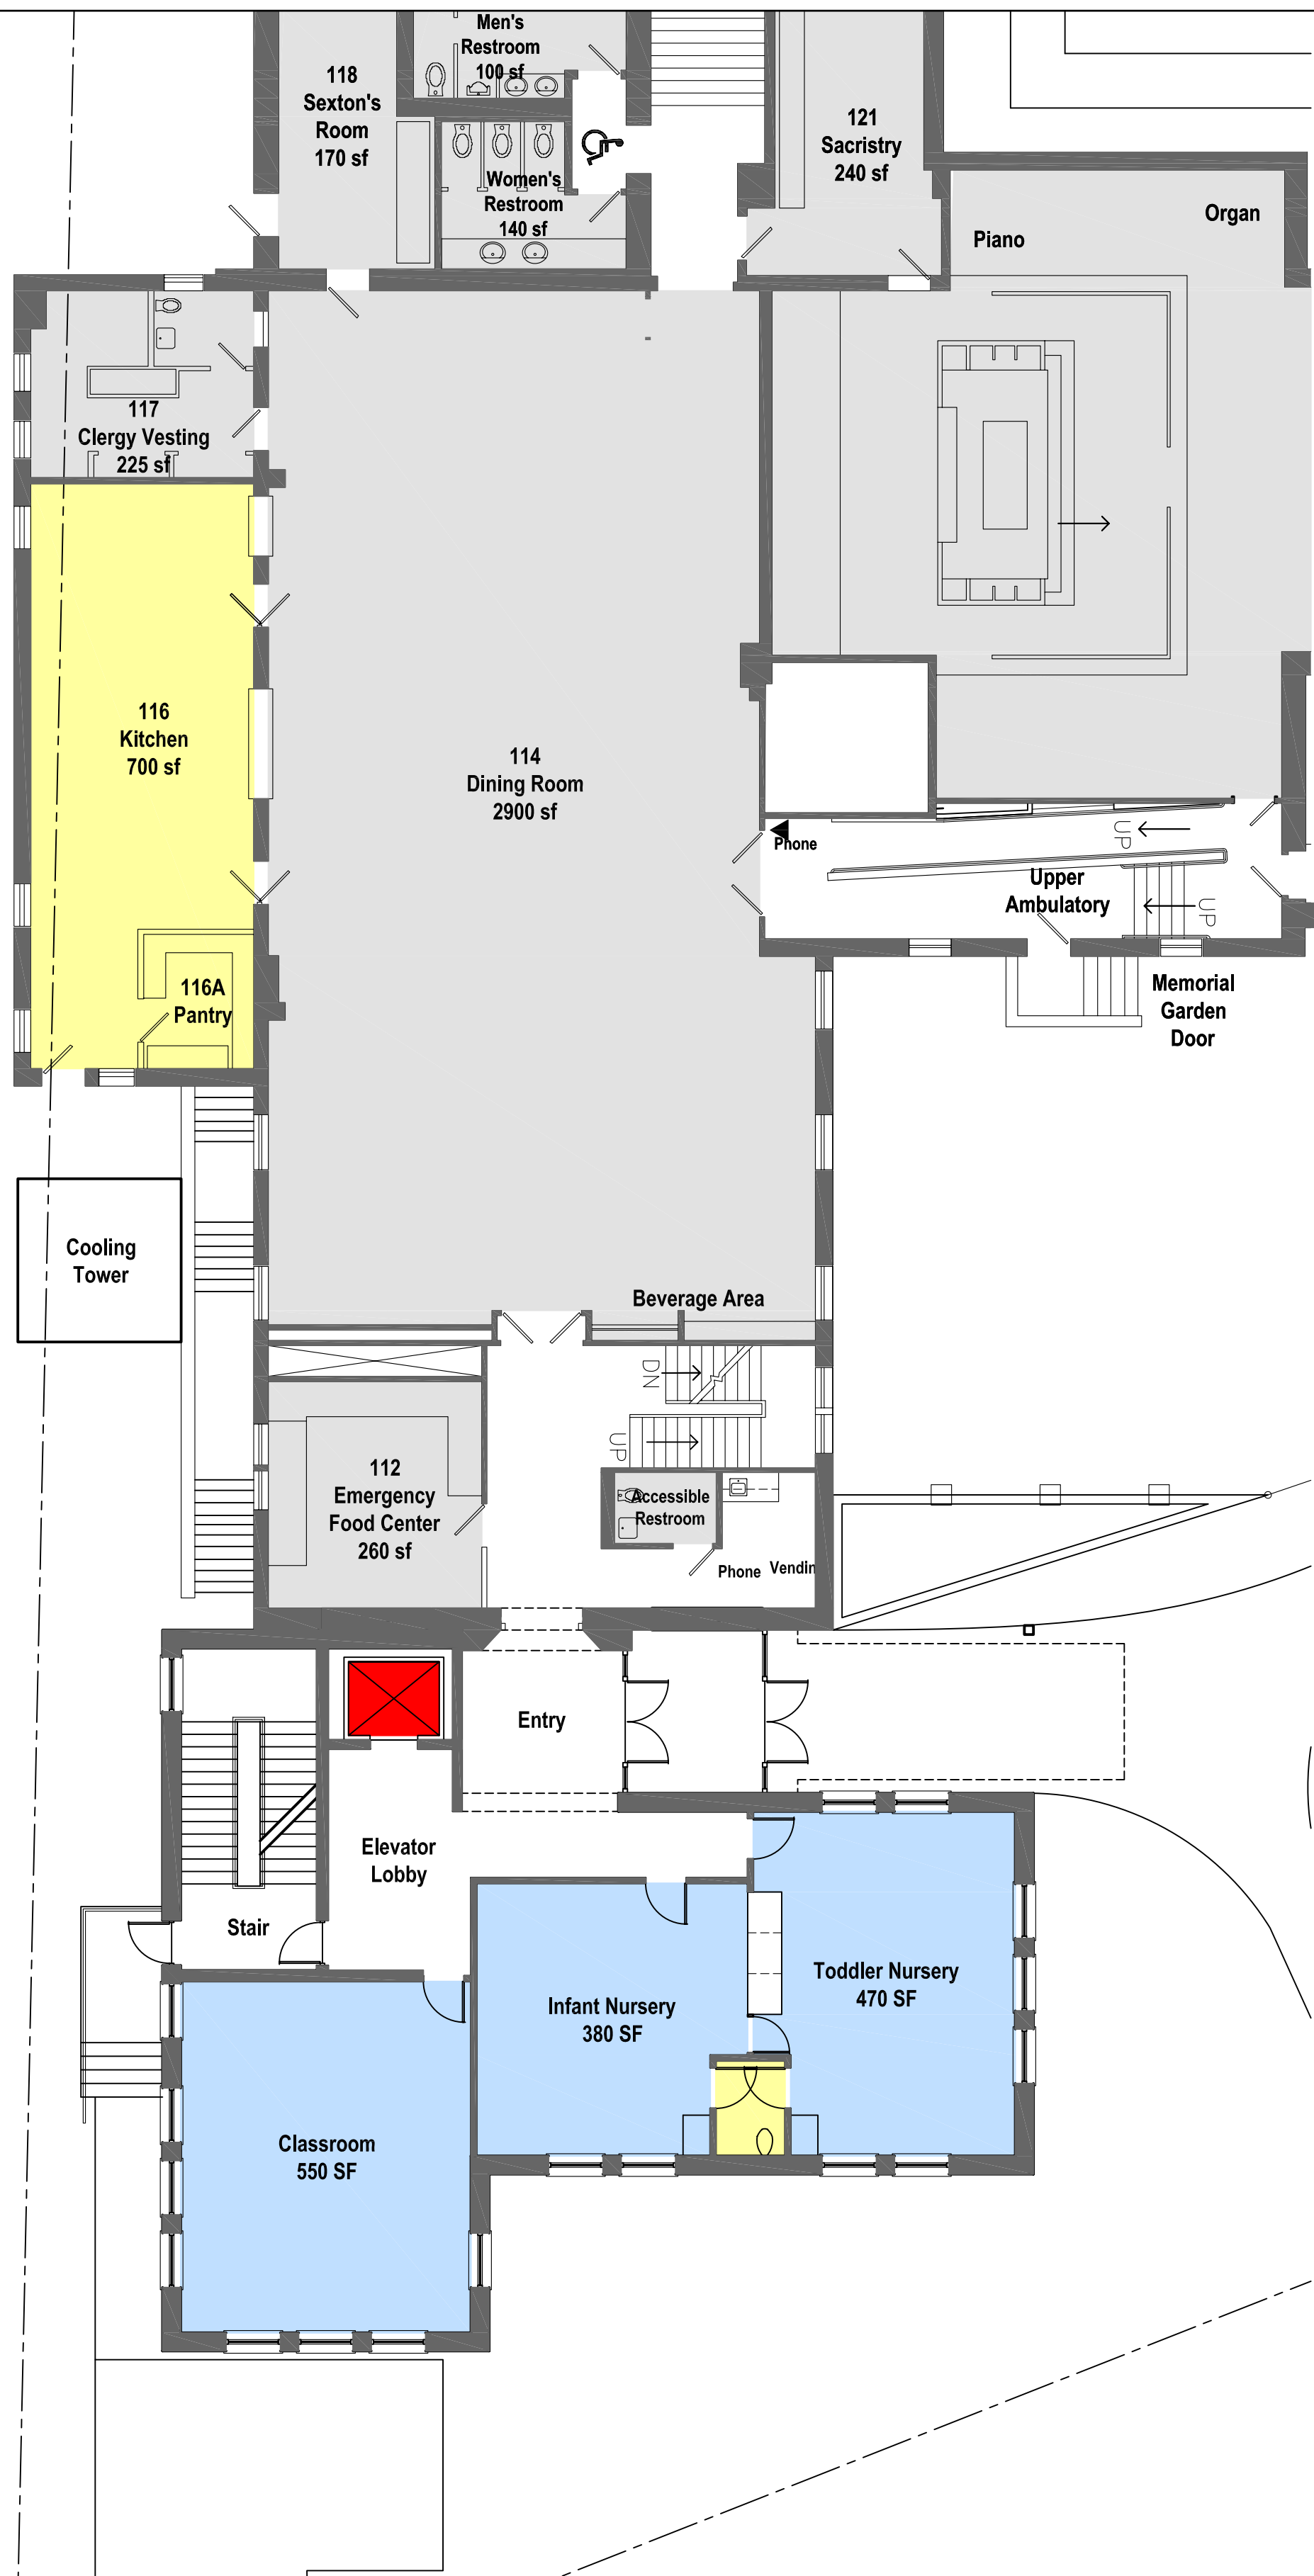 Men's
Restroom
100 sf
118
Sexton's
Room
170 sf
121
Sacristry
240 sf
Women's
Restroom
140 sf
Organ
Piano
117
Clergy Vesting
225 sf
116
Kitchen
700 sf
114
Dining Room
2900 sf
Phone
UP
Upper
Ambulatory
UP
116A
Pantry
Memorial
Garden
Door
Cooling
Tower
Beverage Area
DN
UP
112
Emergency
Food Center
260 sf
Accessible
Restroom
Phone
Vendin
Entry
Elevator
Lobby
Stair
Toddler Nursery
470 SF
Infant Nursery
380 SF
Classroom
550 SF